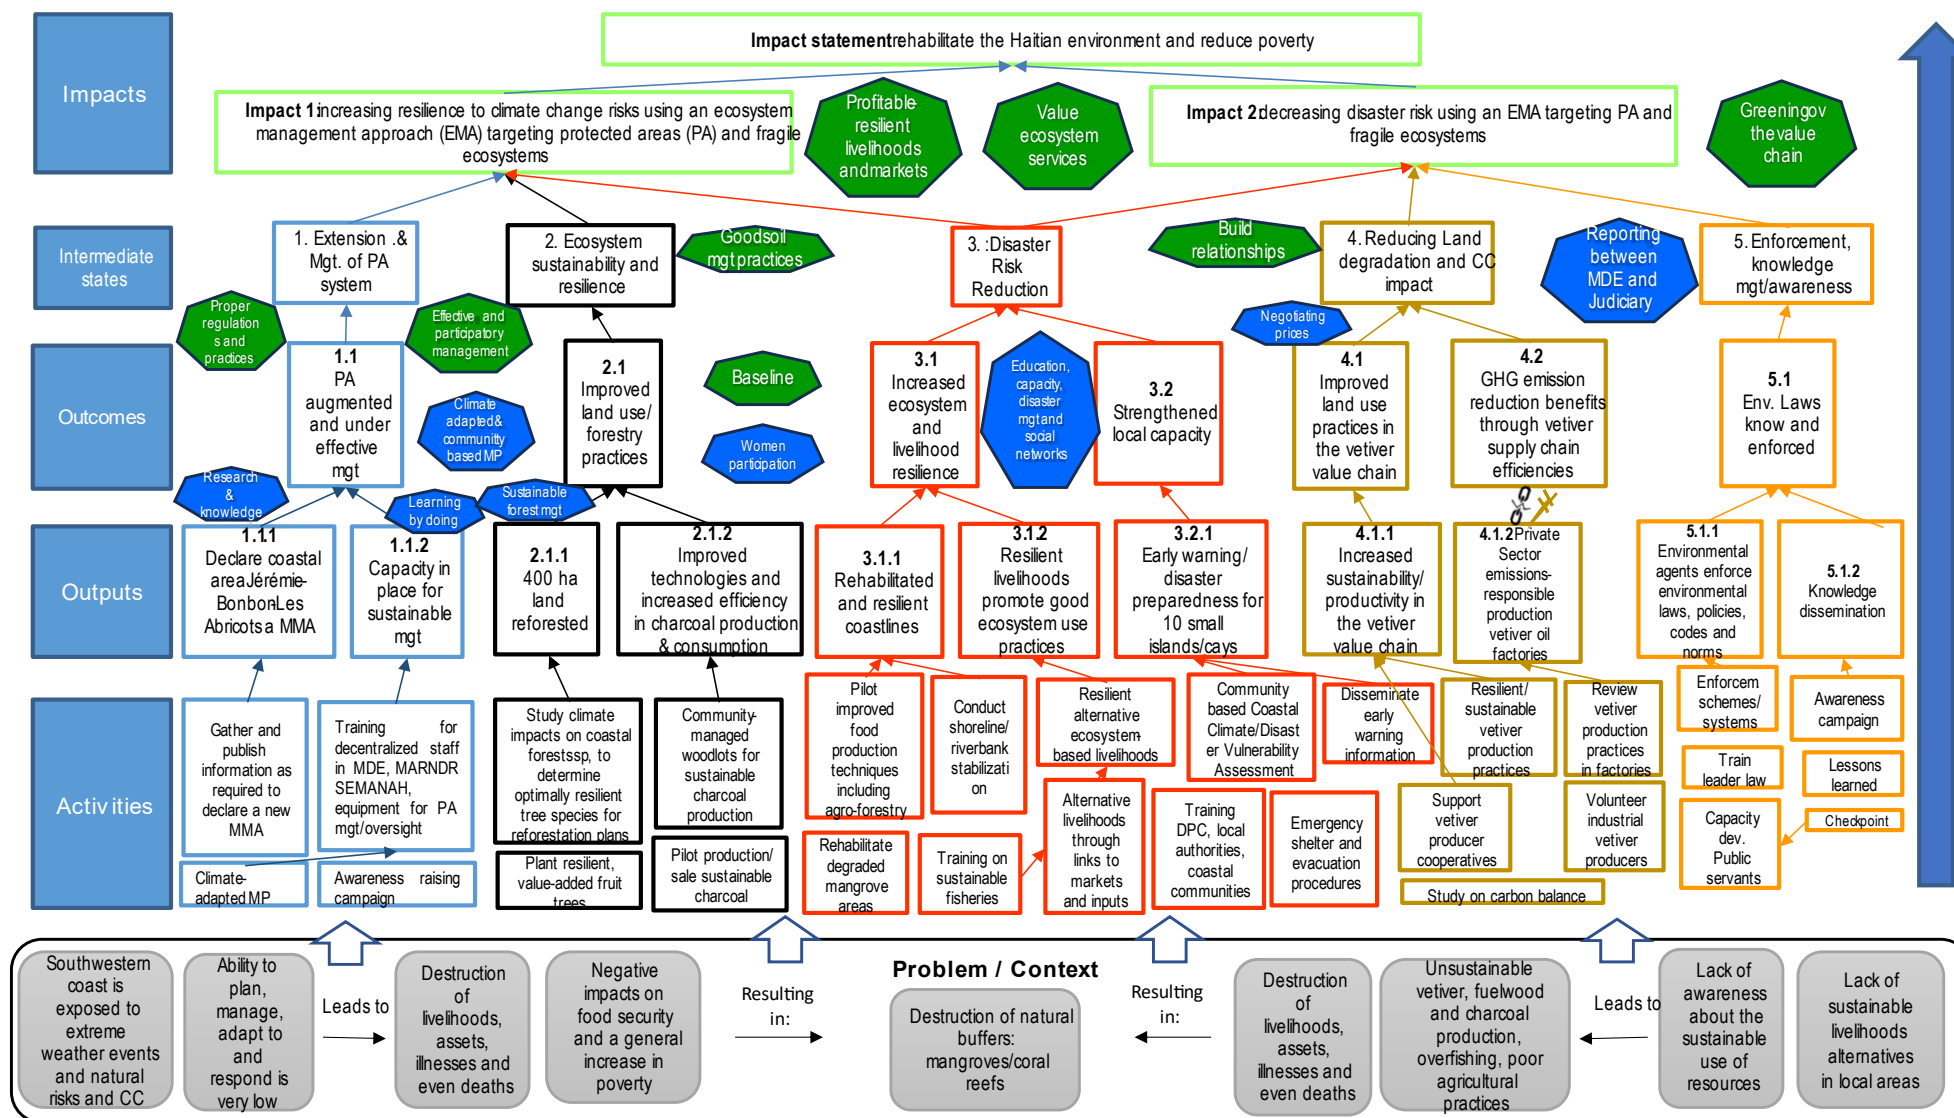 Impacts
Impact statement:rehabilitate the Haitian environment and reduce poverty
Impact 1:increasing resilience to climate change risks using an ecosystem
management approach (EMA) targeting protected areas (PA) and fragile
ecosystems
Profitable-
resilient
livelihoods
and markets
Value
ecosystem
services
Impact 2:decreasing disaster risk using an EMA targeting PA and
fragile ecosystems
Greening ov
the value
chain
Intermediate
states
1. Extension .&
Mgt. of PA
system
2. Ecosystem
sustainability and
resilience
Good soil
mgt practices
3. :Disaster
Risk
Reduction
Build
relationships
4. Reducing Land
degradation and CC
impact
Reporting
between
MDE and
Judiciary
5. Enforcement,
knowledge
mgt/awareness
Proper
regulation
s and
practices
Effective and
participatory
management
Negotiating
prices
Outcomes
1.1
PA
augmented
and under
effective
mgt
Climate
adapted &
community
based MP
2.1
Improved
land use/
forestry
practices
Baseline
Women
participation
3.1
Increased
ecosystem
and
livelihood
resilience
Education,
capacity,
disaster
mgt and
social
networks
3.2
Strengthened
local capacity
4.1
Improved
land use
practices in
the vetiver
value chain
4.2
GHG emission
reduction benefits
through vetiver
supply chain
efficiencies
5.1
Env. Laws
know and
enforced
Research
&
knowledge
Learning
by doing
Sustainable
forest mgt
Outputs
1.1.1
Declare coastal
area Jérémie-
Bonbon-Les
Abricots a MMA
1.1.2
Capacity in
place for
sustainable
mgt
2.1.1
400 ha
land
reforested
2.1.2
Improved
technologies and
increased efficiency
in charcoal production
& consumption
3.1.1
Rehabilitated
and resilient
coastlines
3.1.2
Resilient
livelihoods
promote good
ecosystem use
practices
3.2.1
Early warning/
disaster
preparedness for
10 small
islands/cays
4.1.1
Increased
sustainability/
productivity in
the vetiver
value chain
4.1.2 Private
Sector
emissions-
responsible
production
vetiver oil
factories
5.1.1
Environmental
agents enforce
environmental
laws, policies,
codes and
norms
5.1.2
Knowledge
dissemination
Activities
Gather and
publish
information as
required to
declare a new
MMA
Training for
decentralized staff
in MDE, MARNDR
SEMANAH,
equipment for PA
mgt/oversight
Study climate
impacts on coastal
forests sp, to
determine
optimally resilient
tree species for
reforestation plans
Community-
managed
woodlots for
sustainable
charcoal
production
Pilot
improved
food
production
techniques
including
agro-forestry
Conduct
shoreline/
riverbank
stabilizati
on
Resilient
alternative
ecosystem-
based livelihoods
Community
based Coastal
Climate/Disast
er Vulnerability
Assessment
Disseminate
early
warning
information
Resilient/
sustainable
vetiver
production
practices
Review
vetiver
production
practices
in factories
Enforcem.
schemes/
systems
Awareness
campaign
Train
leader law
Lessons
learned
Climate-
adapted MP
Awareness raising
campaign
Plant resilient,
value-added fruit
trees
Pilot production/
sale sustainable
charcoal
Rehabilitate
degraded
mangrove
areas
Training on
sustainable
fisheries
Alternative
livelihoods
through
links to
markets
and inputs
Training
DPC, local
authorities,
coastal
communities
Emergency
shelter and
evacuation
procedures
Support
vetiver
producer
cooperatives
Volunteer
industrial
vetiver
producers
Study on carbon balance
Capacity
dev.
Public
servants
Checkpoint
Problem / Context
Southwestern
coast is
exposed to
extreme
weather events
and natural
risks and CC
Ability to
plan,
manage,
adapt to
and
respond is
very low
Leads to
Destruction
of
livelihoods,
assets,
illnesses and
even deaths
Negative
impacts on
food security
and a general
increase in
poverty
Resulting
in:
Destruction of natural
buffers:
mangroves/coral
reefs
Resulting
in:
Destruction
of
livelihoods,
assets,
illnesses and
even deaths
Unsustainable
vetiver, fuelwood
and charcoal
production,
overfishing, poor
agricultural
practices
Leads to
Lack of
awareness
about the
sustainable
use of
resources
Lack of
sustainable
livelihoods
alternatives
in local areas